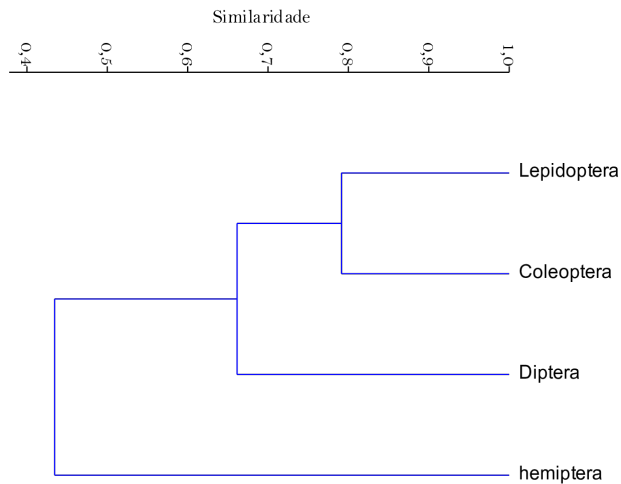 Similaridade
0,4 0,5 0,6 0,7 0,8 0,9 1,0
Lepidoptera
Coleoptera
Diptera
hemiptera